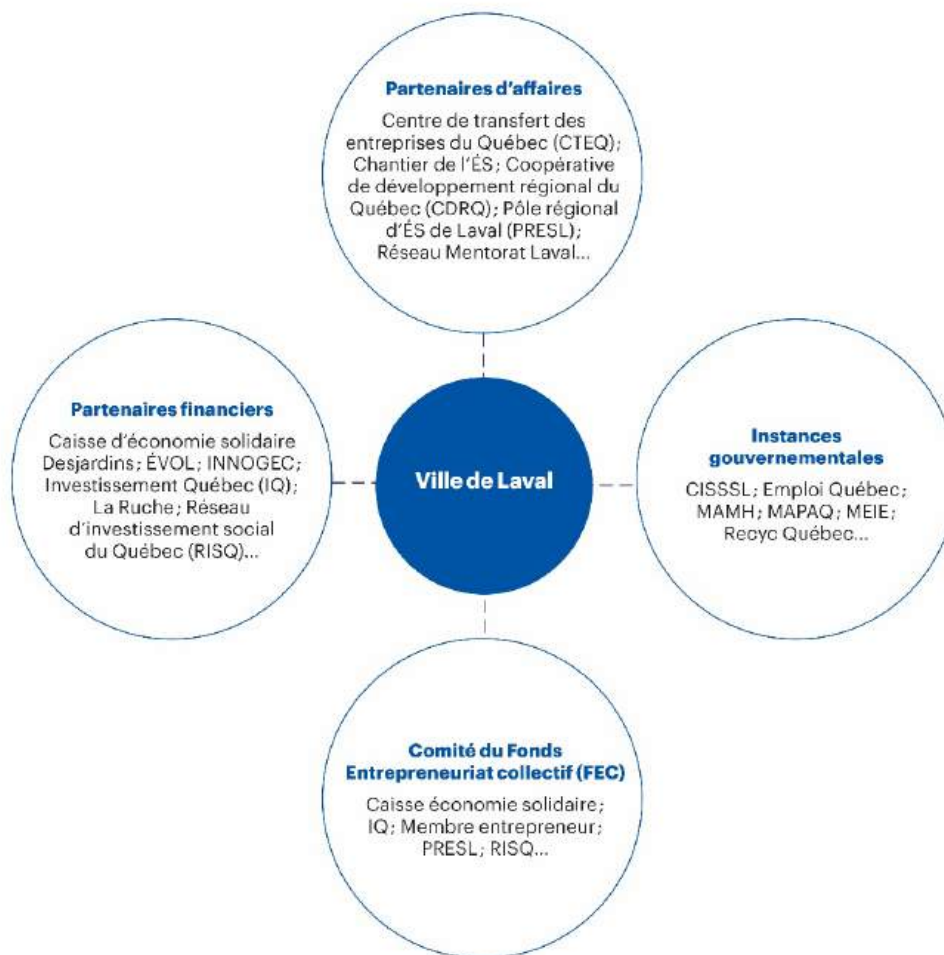 Partenaires d'affaires
Centre de transfert des
entreprises du Québec (CTEQ);
Chantier de l'ÉS; Coopérative
de développement régional du
Québec (CDRQ); Pôle régional
d'ÉS de Laval (PRESL);
Réseau Mentorat Laval...
Partenaires financiers
Caisse d'économie solidaire
Desjardins; ÉVOL; INNOGEC;
Investissement Québec (IQ);
La Ruche; Réseau
d'investissement social
du Québec (RISQ)...
Ville de Laval
Instances
gouvernementales
CISSSL; Emploi Québec;
MAMH; MAPAQ; MEIE;
Recyc Québec...
Comité du Fonds
Entrepreneuriat collectif (FEC)
Caisse économie solidaire;
IQ; Membre entrepreneur;
PRESL; RISQ...